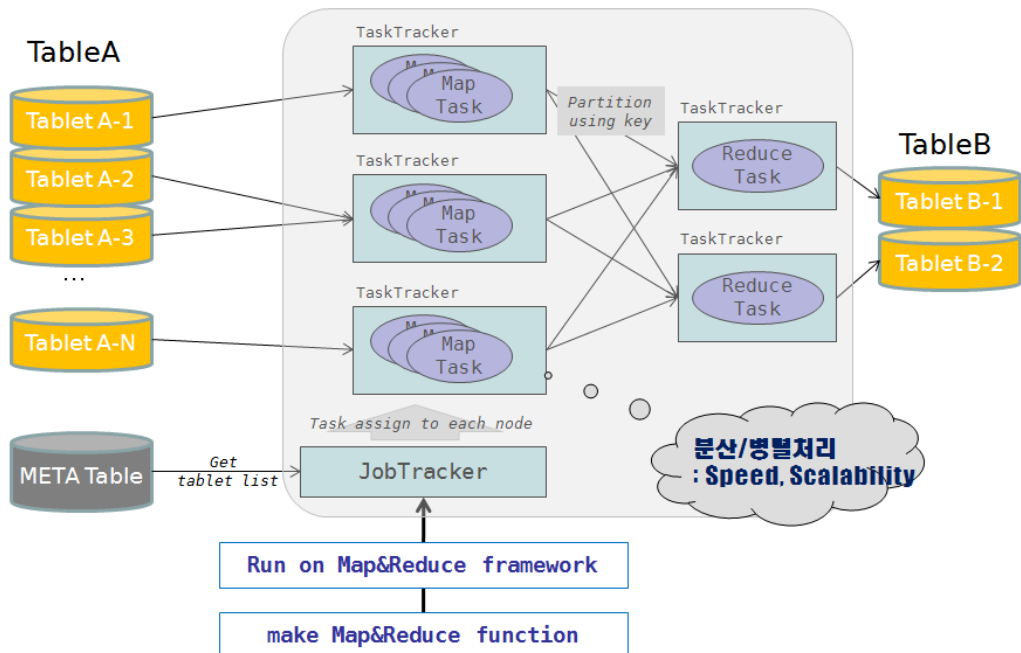 TableA
Tablet A-1
Tablet A-2
Tablet A-3
...
Tablet A-N
META Table
Get
tablet list
TaskTracker
M
M
Map
Task
TaskTracker
M
M
Map
Task
TaskTracker
M
M
Map
Task
Task assign to each node
JobTracker
Partition
using key
TaskTracker
Reduce
Task
TaskTracker
Reduce
Task
TableB
Tablet B-1
Tablet B-2
분산/병렬처리
: Speed, Scalability
Run on Map&Reduce framework
make Map&Reduce function